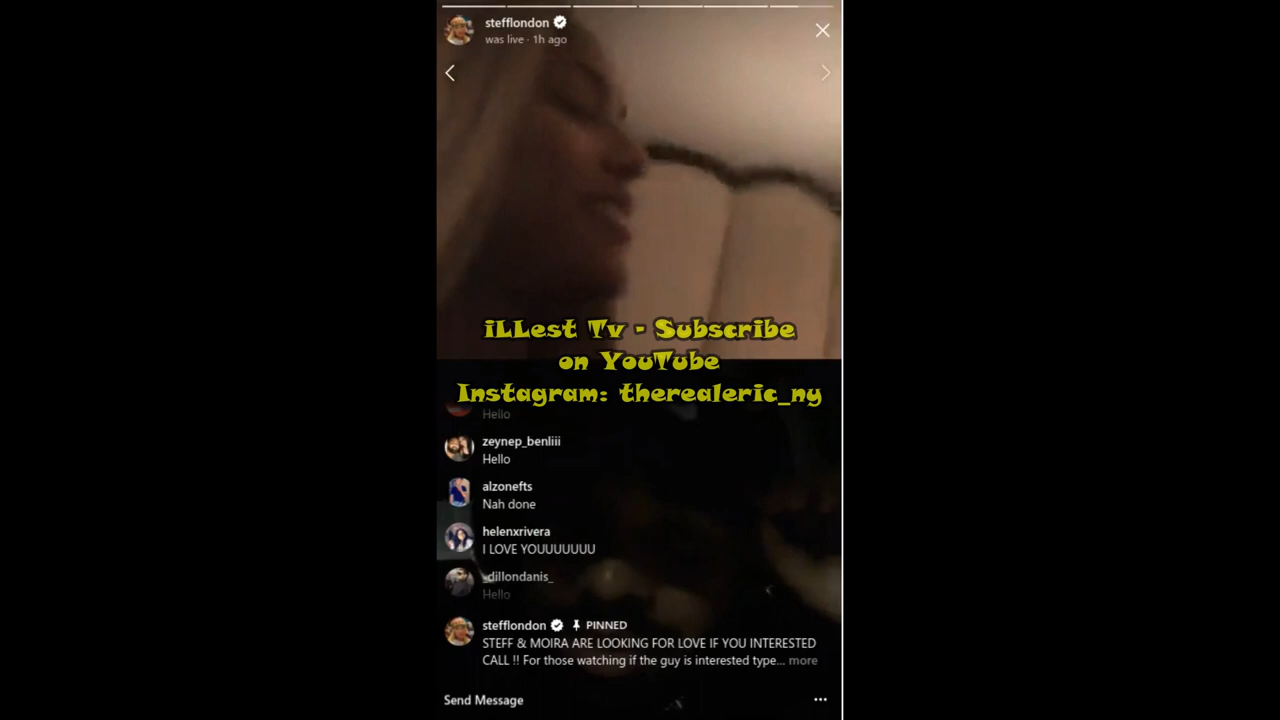 stefflondon
was live · 1h ago
iLLest Tv - Subscribe
on YouTube
Instagram: therealeric_ny
Hello
zeynep_benliii
Hello
alzonefts
Nah done
helenxrivera
I LOVE YOUUUUUUU
_dillondanis_
Hello
stefflondon PINNED
STEFF & MOIRA ARE LOOKING FOR LOVE IF YOU INTERESTED
CALL !! For those watching if the guy is interested type... more
Send Message